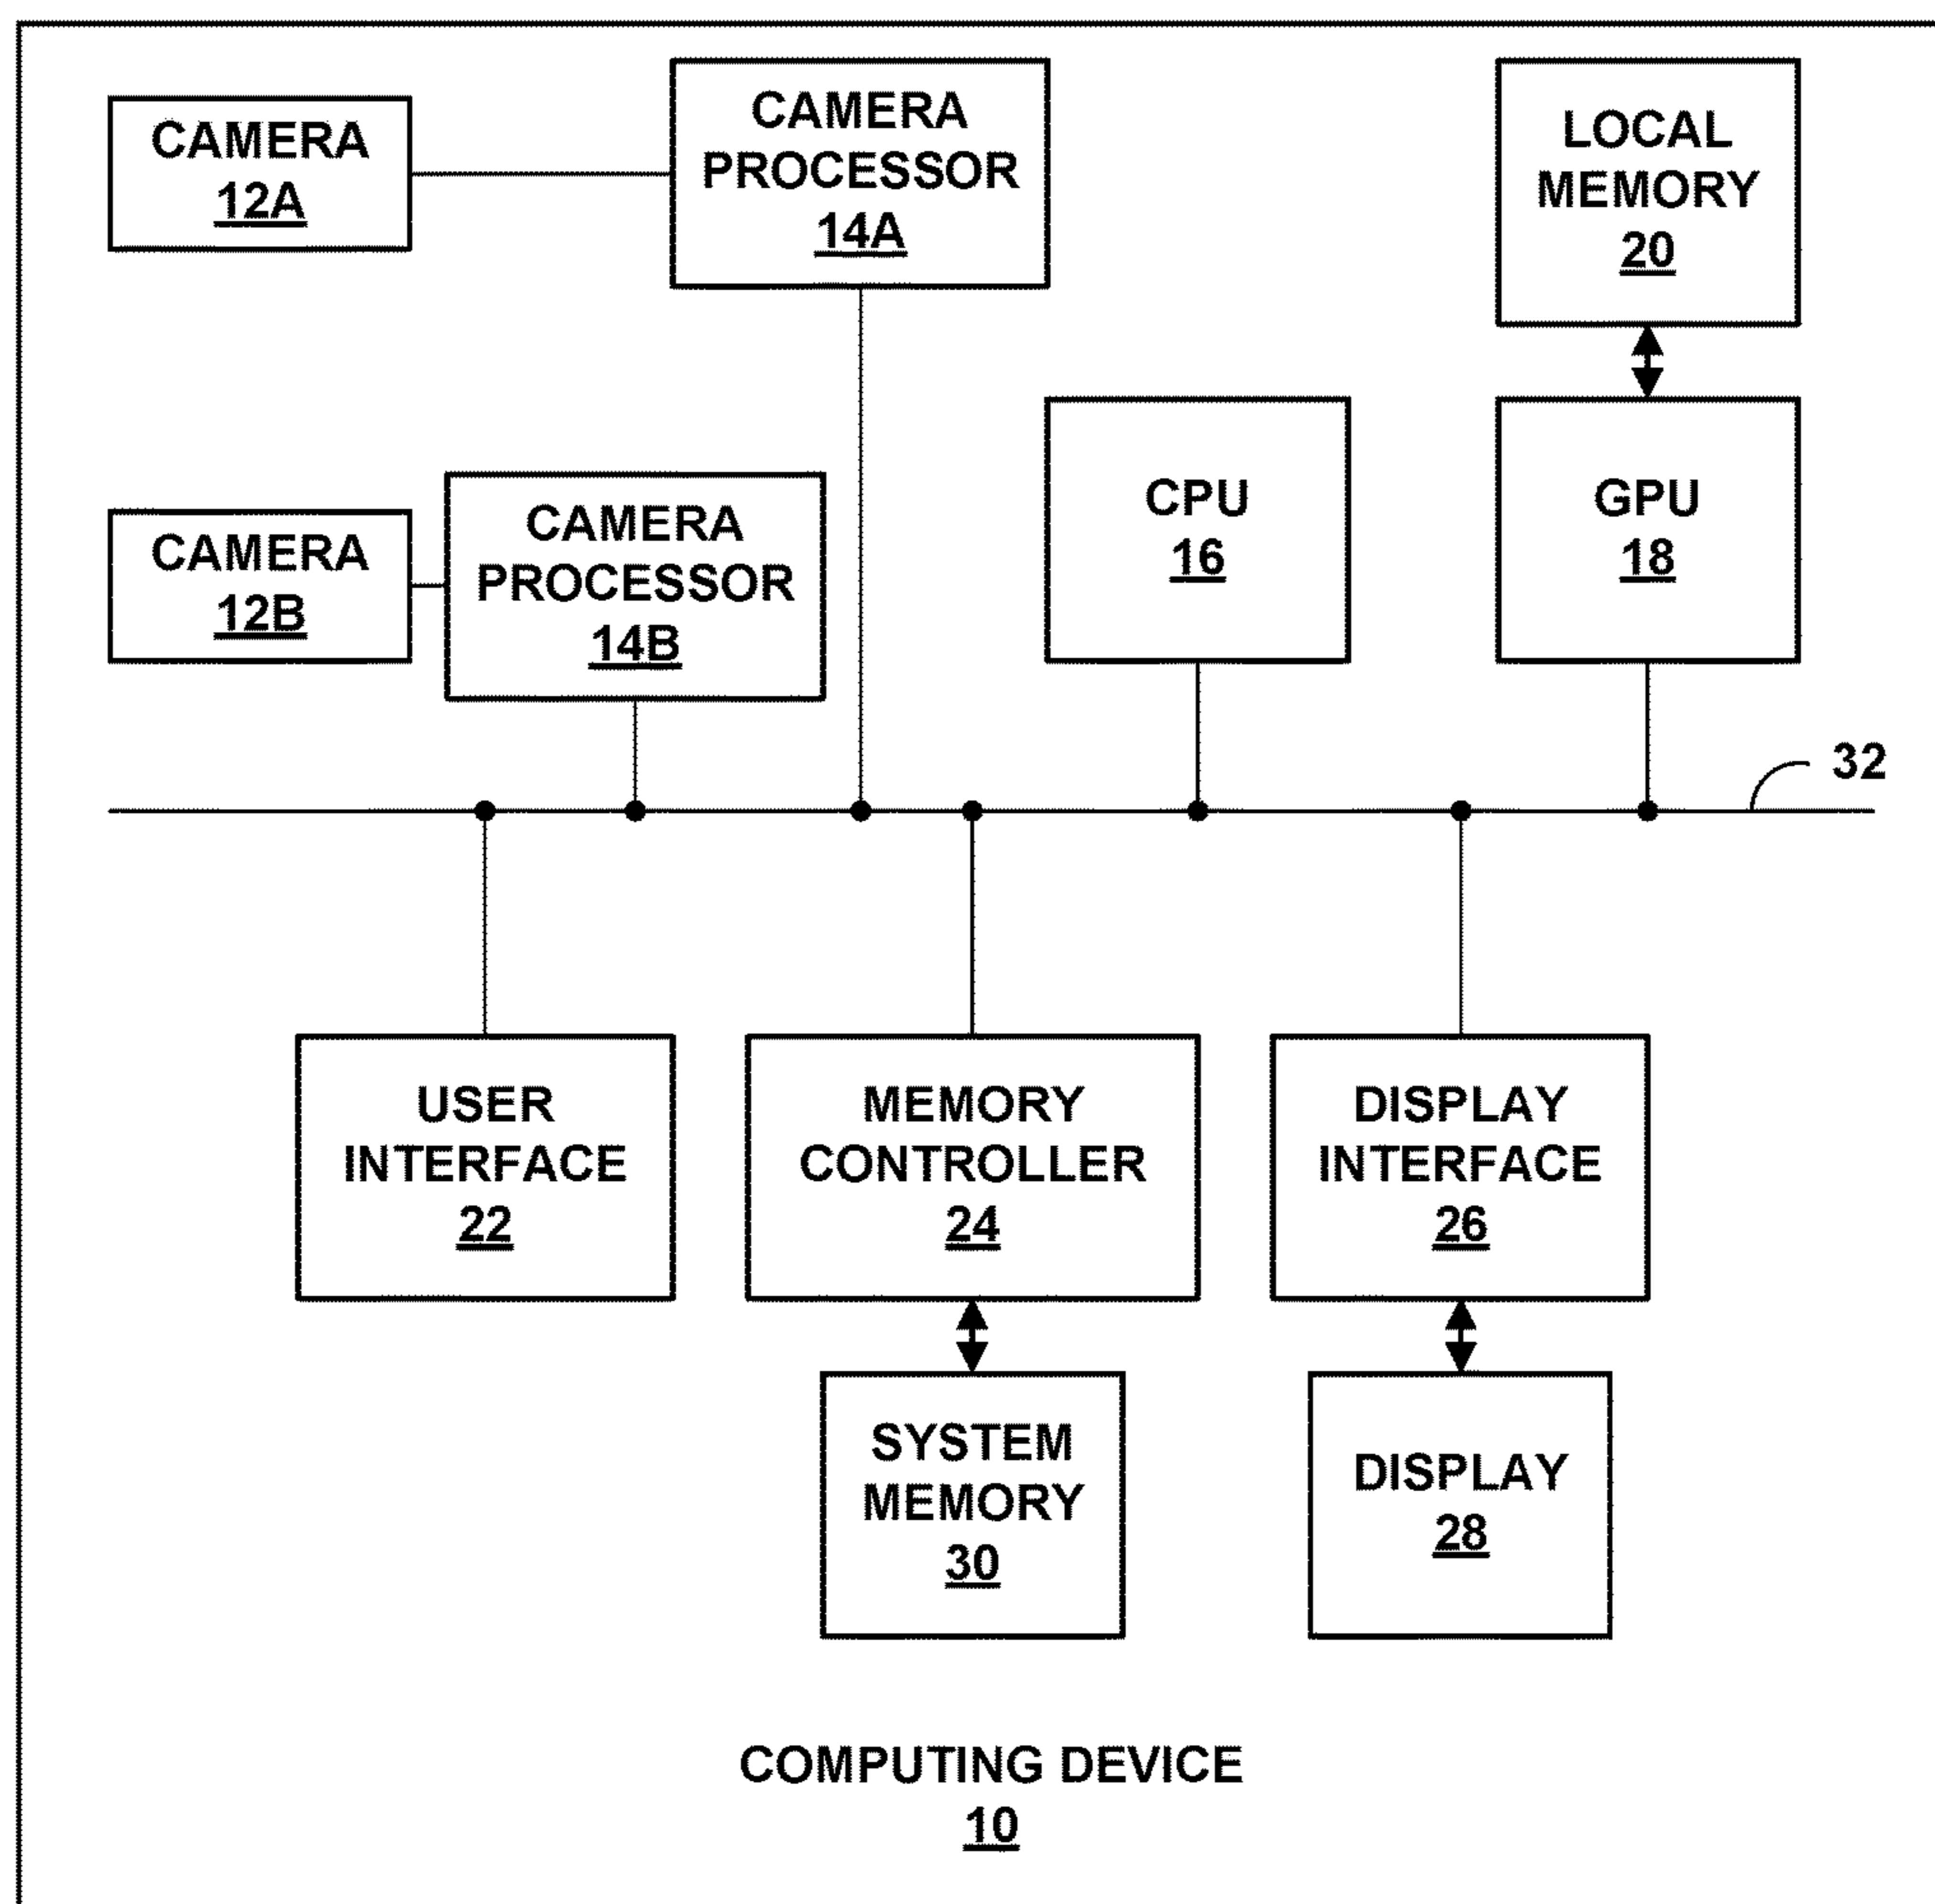 CAMERA
12A
CAMERA
PROCESSOR
14A
LOCAL
MEMORY
20
CAMERA
12B
CAMERA
PROCESSOR
14B
CPU
16
GPU
18
32
USER
INTERFACE
22
MEMORY
CONTROLLER
24
DISPLAY
INTERFACE
26
SYSTEM
MEMORY
30
DISPLAY
28
COMPUTING DEVICE
10